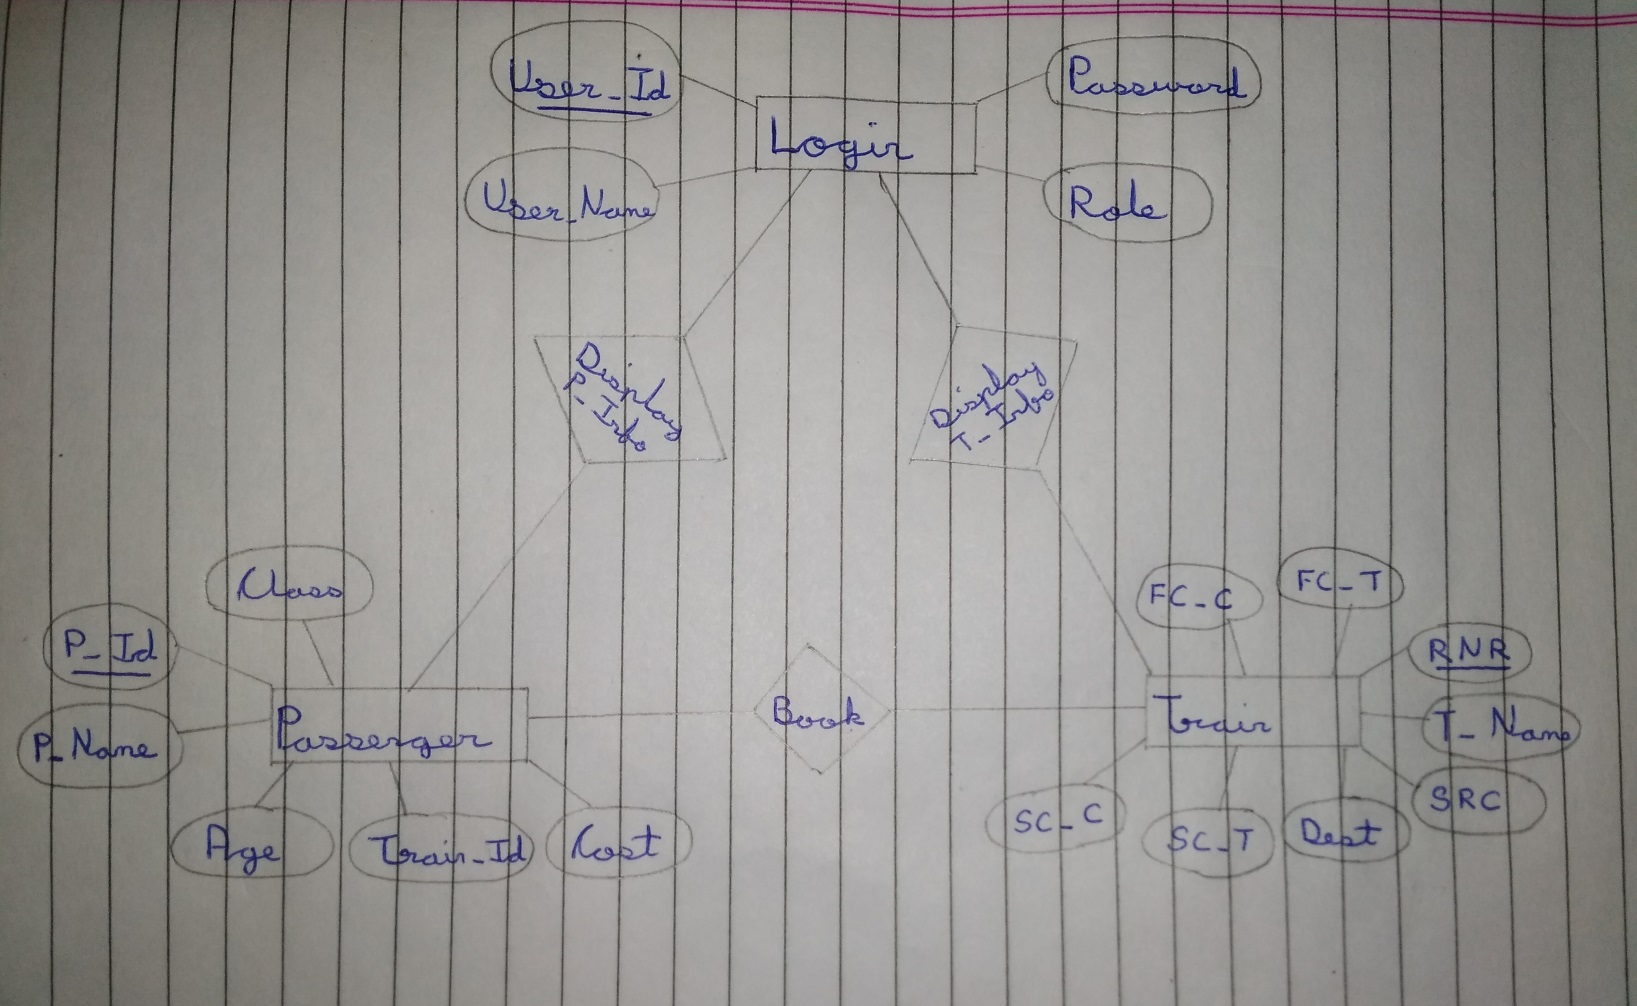 User_Id
Password
Login
User_Name
Role
Display
P_Info
Display
T_Info
Class
FC_C
FC_T
P_Id
RNR
Passenger
Book
Train
T_Name
P_Name
SRC
Age
Train_Id
Cost
SC_C
SC_T
Dest